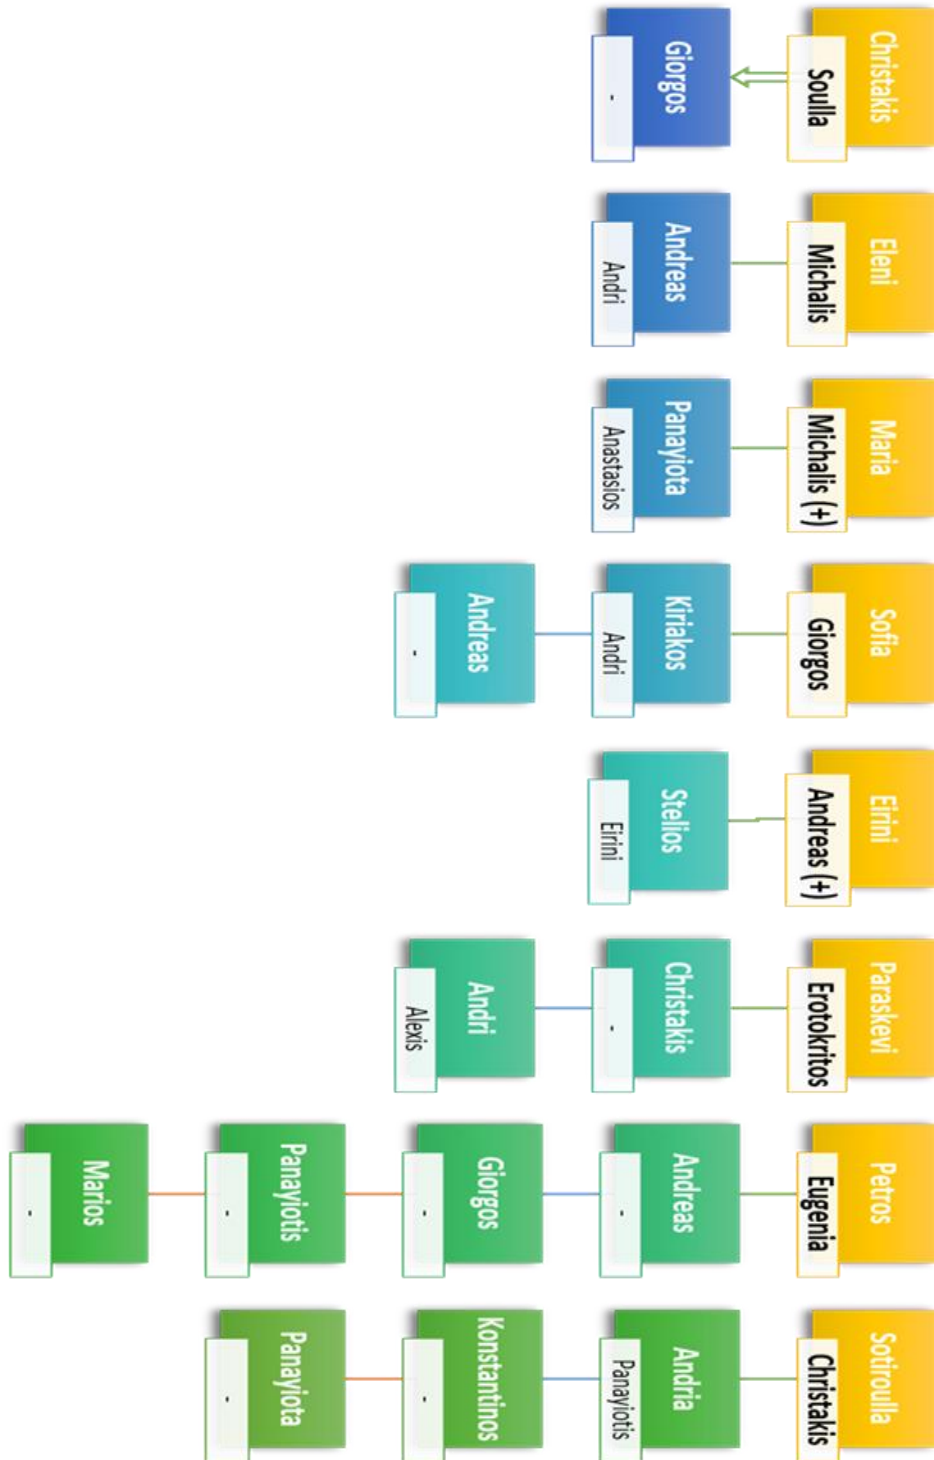 Christakis
Soulla
Eleni
Michalis
Maria
Michalis (+)
Sofia
Giorgos
Eirini
Andreas (+)
Paraskevi
Erotokritos
Petros
Eugenia
Sotiroulla
Christakis
Giorgos
-
Andreas
Andri
Panayiota
Anastasios
Kiriakos
Andri
Stelios
Eirini
Christakis
-
Andreas
-
Andria
Panayiotis
Andreas
-
Andri
Alexis
Giorgos
-
Konstantinos
-
Panayiotis
-
Panayiota
-
Marios
-